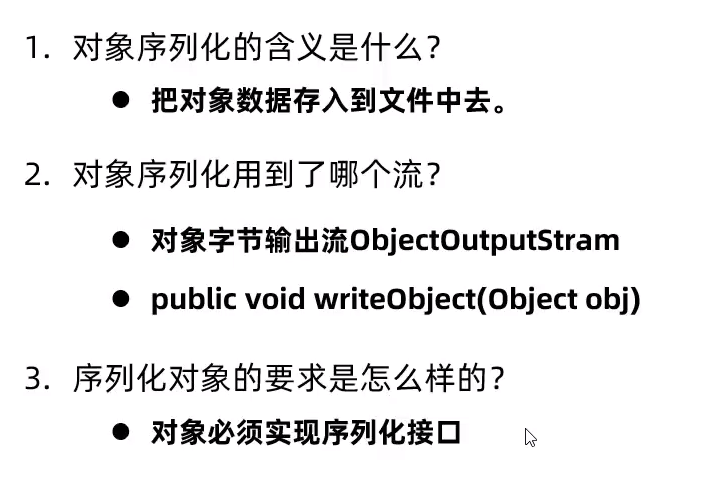 1. 对象序列化的含义是什么?
● 把对象数据存入到文件中去。
2. 对象序列化用到了哪个流?
● 对象字节输出流ObjectOutputStram
● public void writeObject(Object obj)
3. 序列化对象的要求是怎么样的?
● 对象必须实现序列化接口